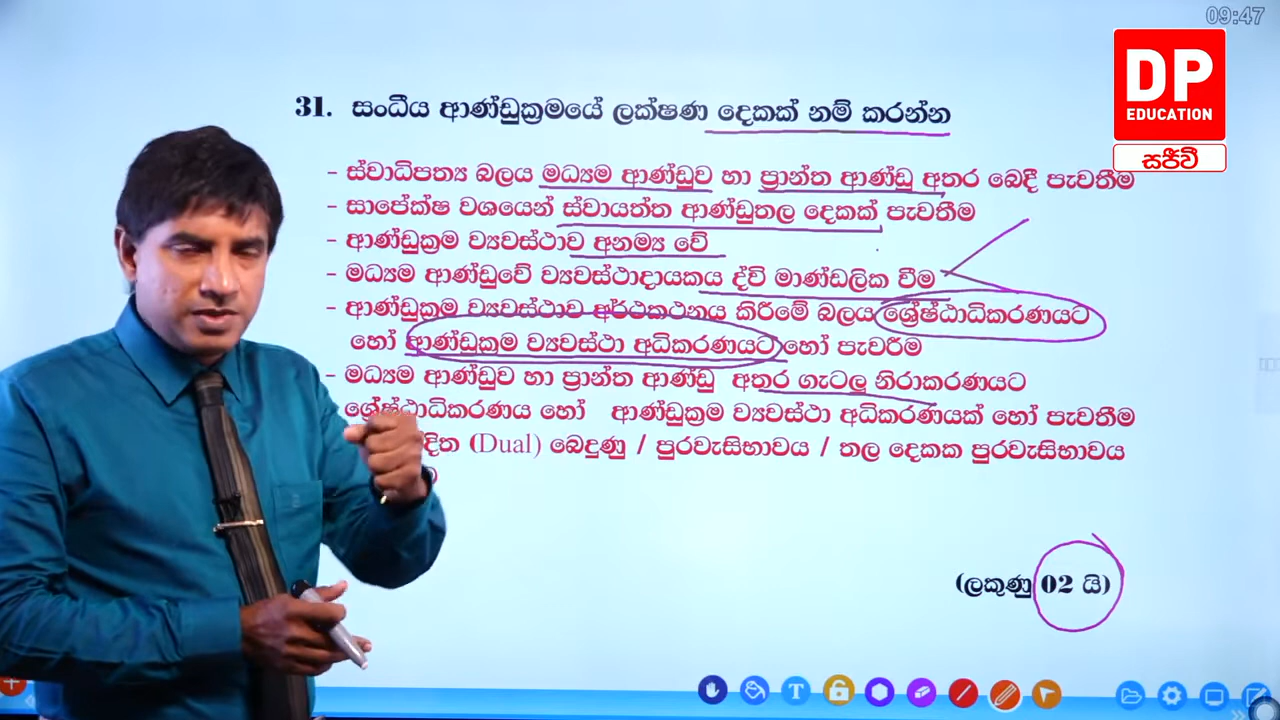 09:47
DP
EDUCATION
සජීවී
31. සංධීය ආණ්ඩුක්‍රමයේ ලක්ෂණ දෙකක් නම් කරන්න
- ස්වාධිපත්‍ය බලය මධ්‍යම ආණ්ඩුව හා ප්‍රාන්ත ආණ්ඩු අතර බෙදී පැවතීම
- සාපේක්ෂ වශයෙන් ස්වායත්ත ආණ්ඩුතල දෙකක් පැවතීම
- ආණ්ඩුක්‍රම ව්‍යවස්ථාව අනම්‍ය වේ
- මධ්‍යම ආණ්ඩුවේ ව්‍යවස්ථාදායකය ද්වි මාණ්ඩලික වීම
- ආණ්ඩුක්‍රම ව්‍යවස්ථාව අර්ථකථනය කිරීමේ බලය ශ්‍රේෂ්ඨාධිකරණයට
හෝ ආණ්ඩුක්‍රම ව්‍යවස්ථා අධිකරණයට හෝ පැවරීම
- මධ්‍යම ආණ්ඩුව හා ප්‍රාන්ත ආණ්ඩු අතර ගැටලු නිරාකරණයට
ශ්‍රේෂ්ඨාධිකරණය හෝ ආණ්ඩුක්‍රම ව්‍යවස්ථා අධිකරණයක් හෝ පැවතීම
(Dual) බෙදුණු / පුරවැසිභාවය / තල දෙකක පුරවැසිභාවය
(ලකුණු 02 යි)